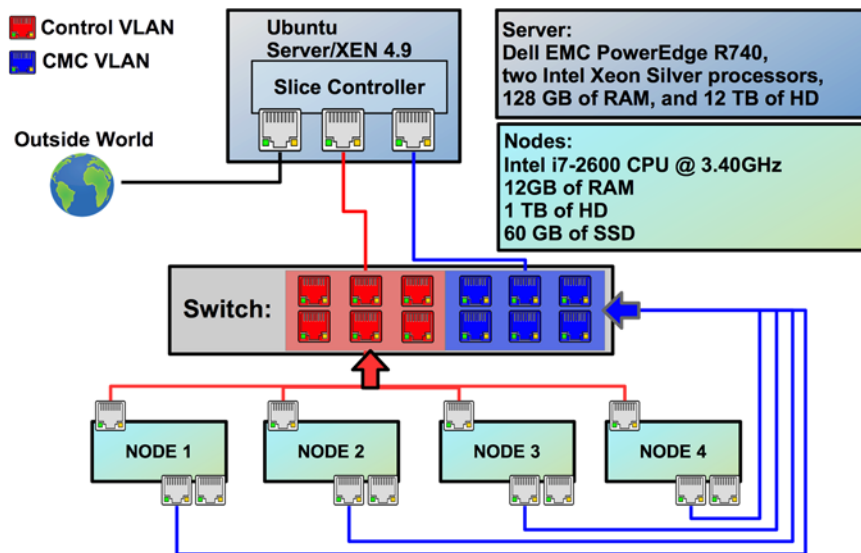 Control VLAN
CMC VLAN
Ubuntu
Server/XEN 4.9
Slice Controller
Outside World
Server:
Dell EMC PowerEdge R740,
two Intel Xeon Silver processors,
128 GB of RAM, and 12 TB of HD
Nodes:
Intel i7-2600 CPU @ 3.40GHz
12GB of RAM
1 TB of HD
60 GB of SSD
Switch:
NODE 1
NODE 2
NODE 3
NODE 4